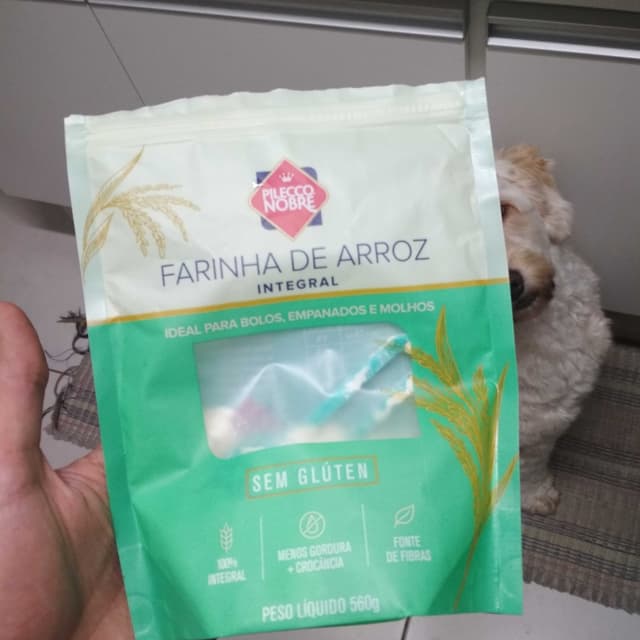 PILECCO
NOBRE
FARINHA DE ARROZ
INTEGRAL
IDEAL PARA BOLOS, EMPANADOS E MOLHOS
SEM GLÚTEN
100%
INTEGRAL
MENOS GORDURA
+ CROCÂNCIA
FONTE
DE FIBRAS
PESO LÍQUIDO 560g